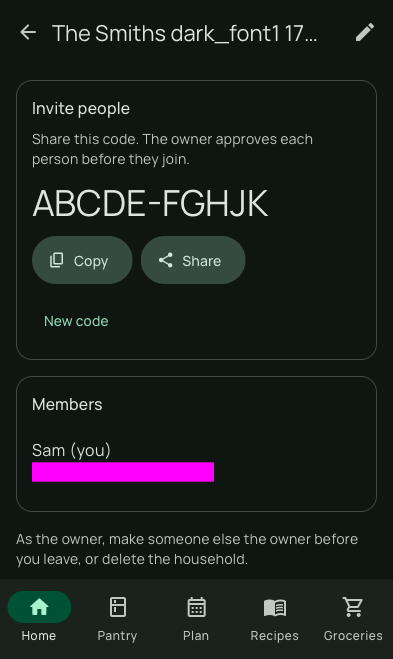 The Smiths dark_font1 17…
Invite people
Share this code. The owner approves each
person before they join.
ABCDE-FGHJK
Copy
Share
New code
Members
Sam (you)
As the owner, make someone else the owner before
you leave, or delete the household.
Home
Pantry
Plan
Recipes
Groceries